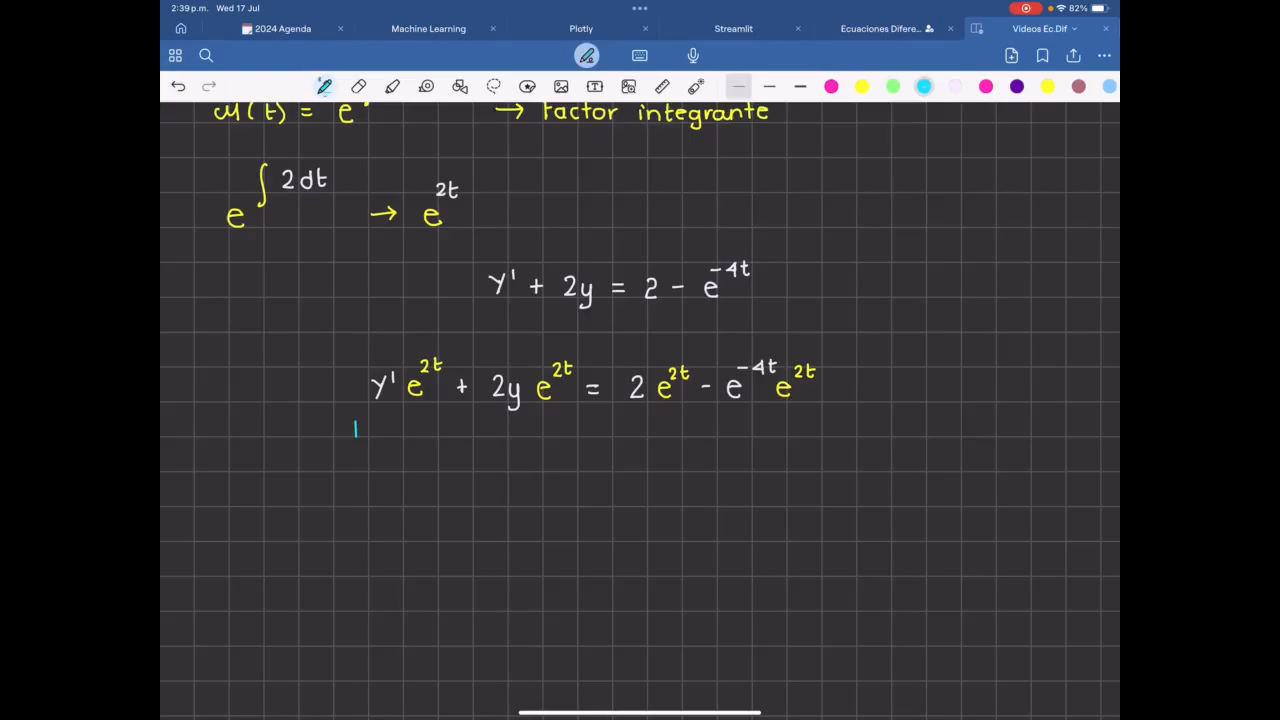 2:39 p.m. Wed 17 Jul
82%
2024 Agenda
Machine Learning
Plotly
Streamlit
Ecuaciones Difere...
Videos Ec.Dif
μ(t) = e → Factor integrante
e^∫2dt → e^2t
y' + 2y = 2 - e^-4t
y' e^2t + 2y e^2t = 2 e^2t - e^-4t e^2t